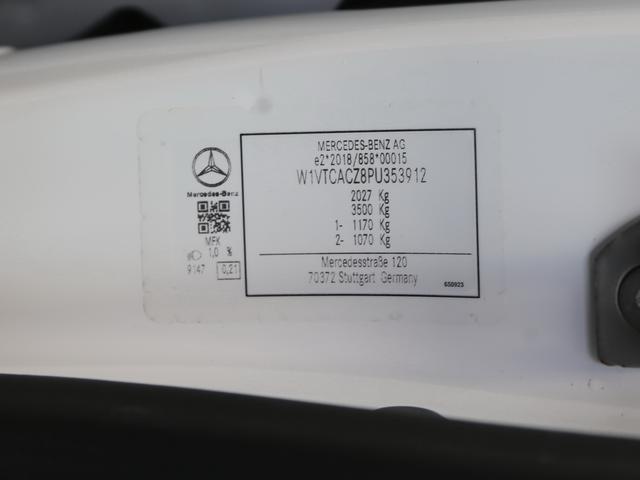 MERCEDES-BENZ AG
e2*2018/858*00015
W1VTCACZ8PU353912
2027 Kg
3500 Kg
1- 1170 Kg
2- 1070 Kg
Mercedesstraße 120
70372 Stuttgart Germany
650923
Mercedes-Benz
MFK
1,0 %
9147 0,21